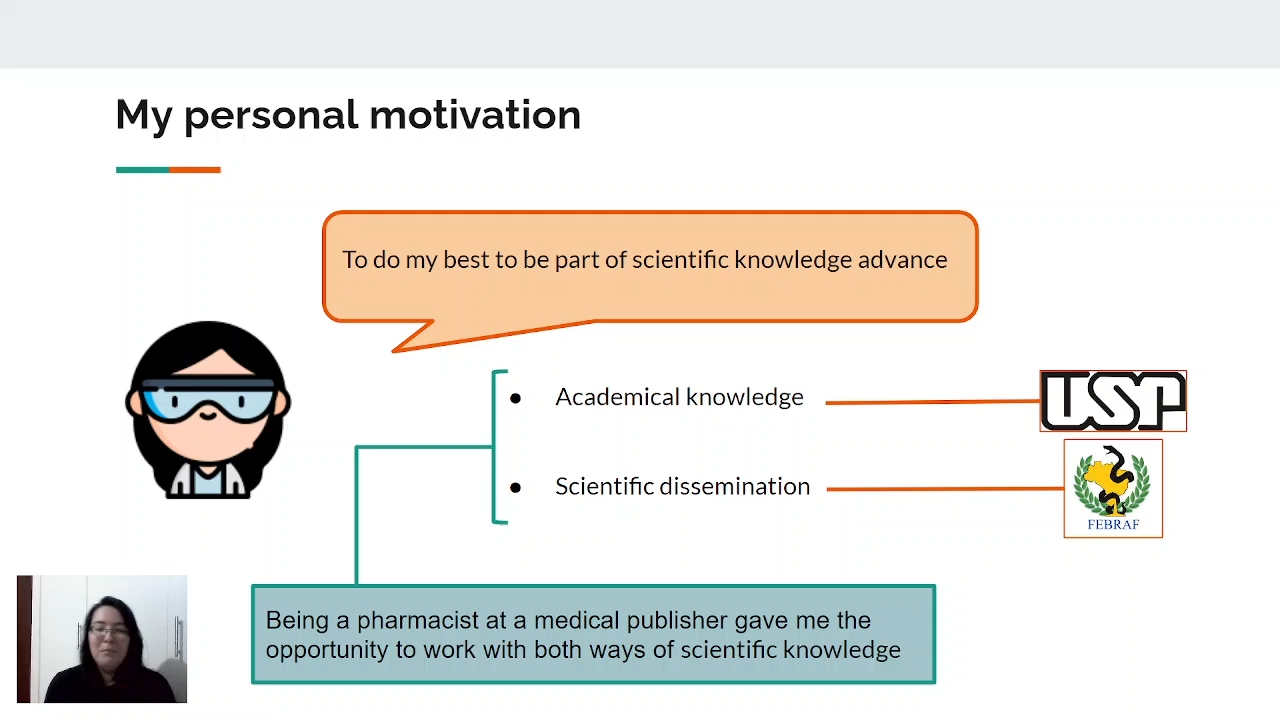 My personal motivation
To do my best to be part of scientific knowledge advance
● Academical knowledge
USP
● Scientific dissemination
FEBRAF
Being a pharmacist at a medical publisher gave me the
opportunity to work with both ways of scientific knowledge